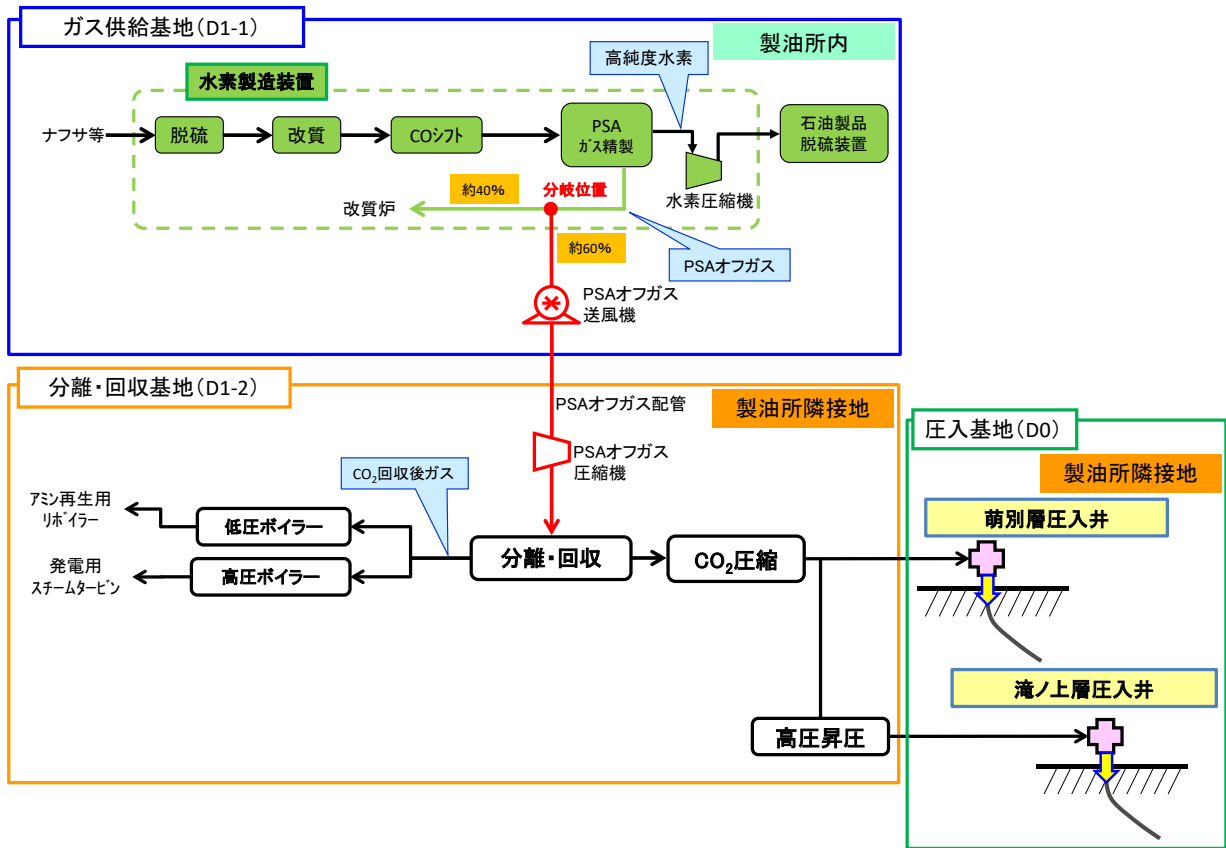 ガス供給基地(D1-1)
製油所内
高純度水素
水素製造装置
ナフサ等
脱硫
改質
COシフト
PSA
ガス精製
石油製品
脱硫装置
水素圧縮機
約40%
分岐位置
改質炉
約60%
PSAオフガス
PSAオフガス
送風機
分離・回収基地(D1-2)
PSAオフガス配管
製油所隣接地
圧入基地(D0)
PSAオフガス
圧縮機
製油所隣接地
CO₂回収後ガス
アミン再生用
リボイラー
低圧ボイラー
萌別層圧入井
分離・回収
CO₂圧縮
発電用
スチームタービン
高圧ボイラー
滝ノ上層圧入井
高圧昇圧